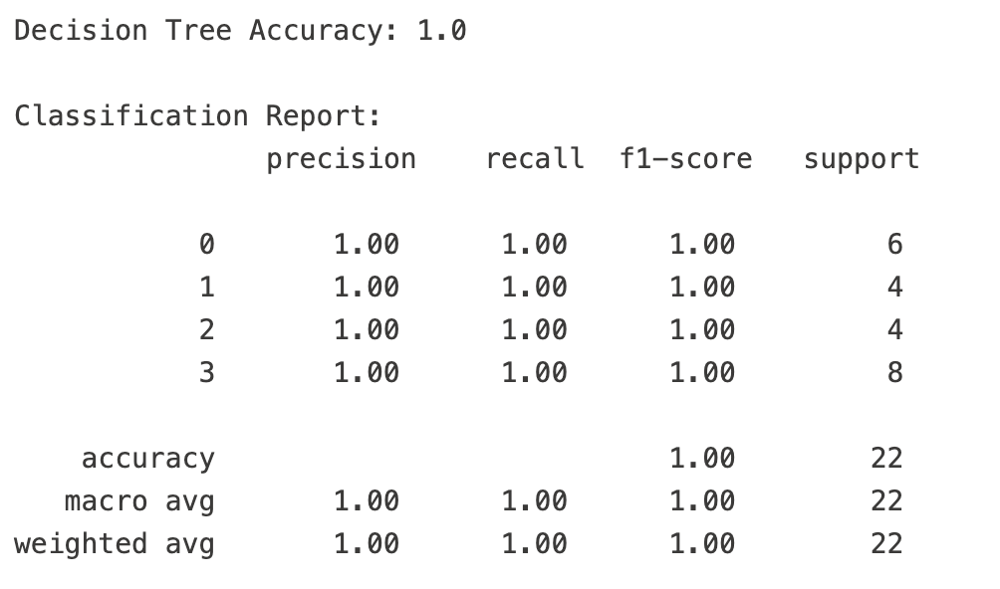 Decision Tree Accuracy: 1.0
Classification Report:
precision recall f1-score support
0 1.00 1.00 1.00 6
1 1.00 1.00 1.00 4
2 1.00 1.00 1.00 4
3 1.00 1.00 1.00 8
accuracy 1.00 22
macro avg 1.00 1.00 1.00 22
weighted avg 1.00 1.00 1.00 22